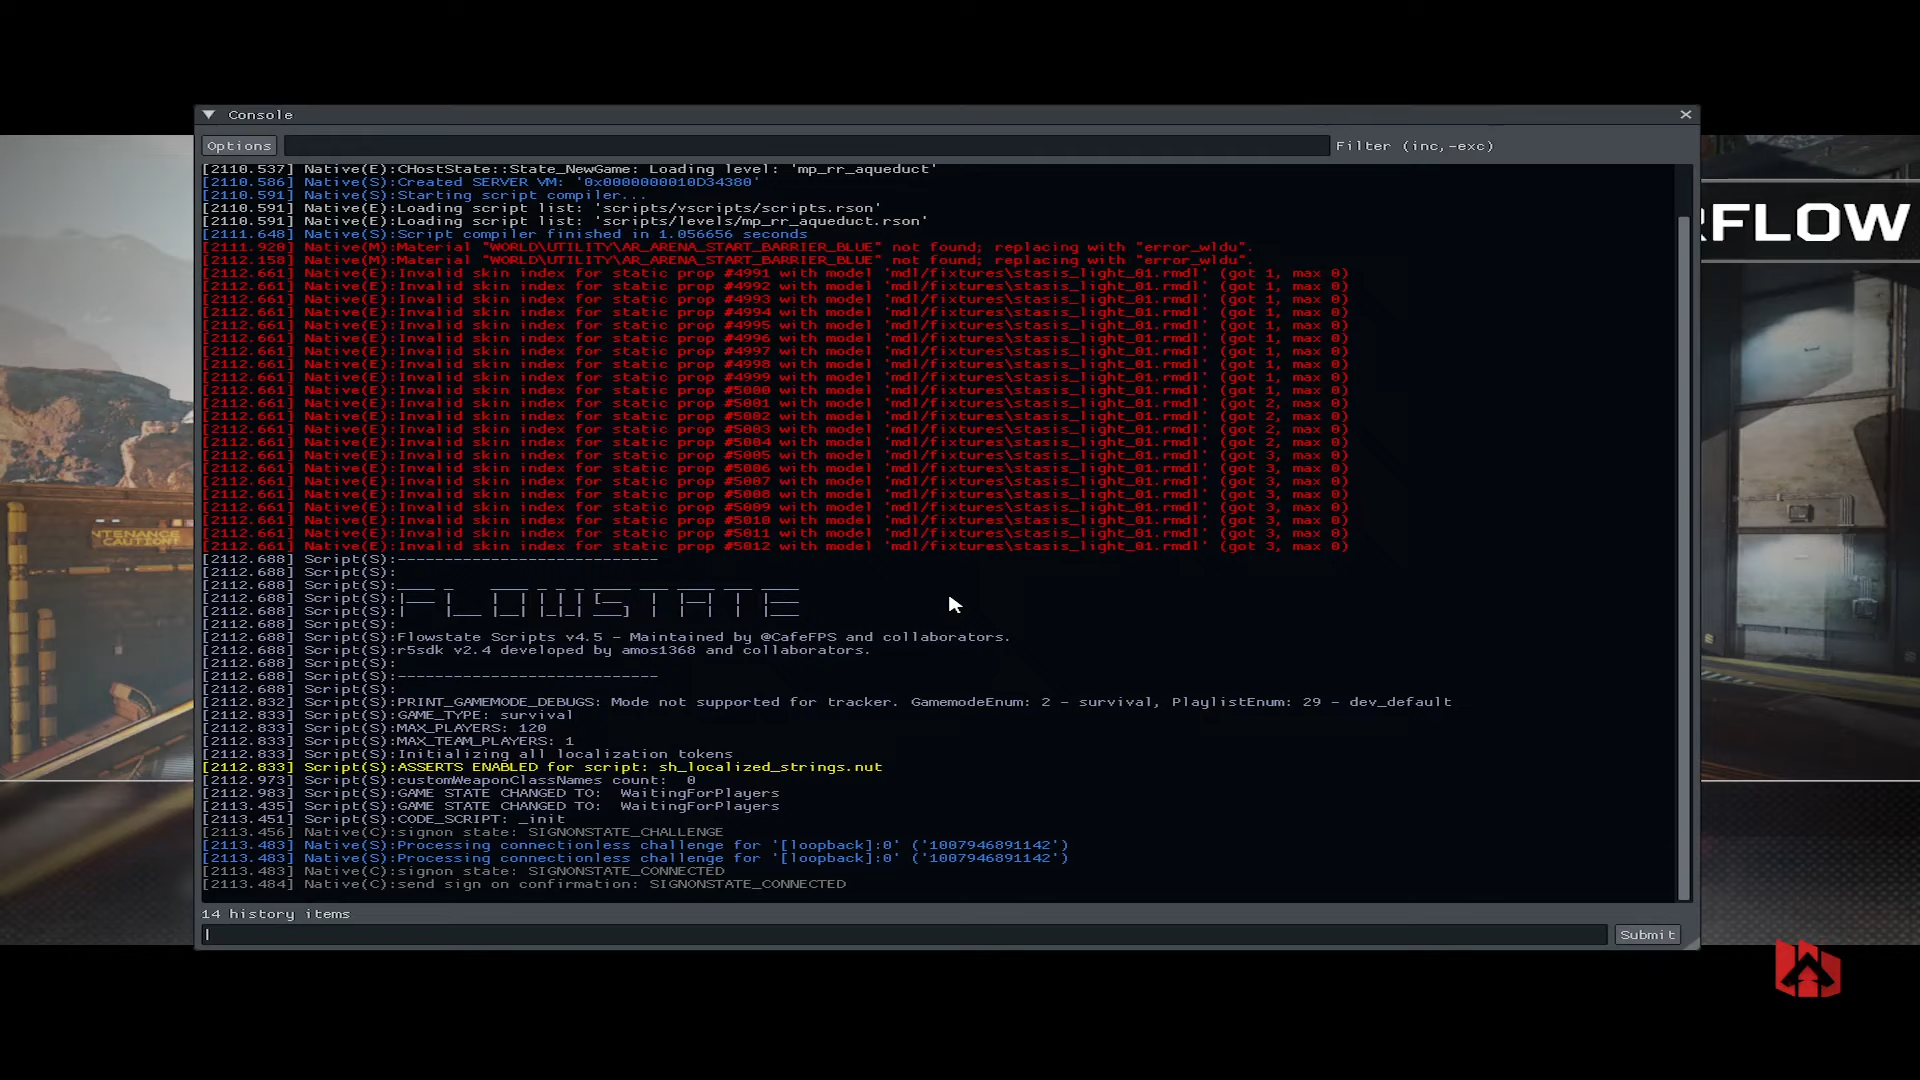 Console
Options
Filter (inc,-exc)
[2110.537] Native(E):CHostState::State_NewGame: Loading level: 'mp_rr_aqueduct'
[2110.586] Native(S):Created SERVER VM: '0x0000000010D34380'
[2110.591] Native(S):Starting script compiler...
[2110.591] Native(E):Loading script list: 'scripts/vscripts/scripts.rson'
[2110.591] Native(E):Loading script list: 'scripts/levels/mp_rr_aqueduct.rson'
[2111.648] Native(S):Script compiler finished in 1.056656 seconds
[2111.920] Native(M):Material "WORLD\UTILITY\AR_ARENA_START_BARRIER_BLUE" not found; replacing with "error_wldu".
[2112.158] Native(M):Material "WORLD\UTILITY\AR_ARENA_START_BARRIER_BLUE" not found; replacing with "error_wldu".
[2112.661] Native(E):Invalid skin index for static prop #4991 with model 'mdl/fixtures\stasis_light_01.rmdl' (got 1, max 0)
[2112.661] Native(E):Invalid skin index for static prop #4992 with model 'mdl/fixtures\stasis_light_01.rmdl' (got 1, max 0)
[2112.661] Native(E):Invalid skin index for static prop #4993 with model 'mdl/fixtures\stasis_light_01.rmdl' (got 1, max 0)
[2112.661] Native(E):Invalid skin index for static prop #4994 with model 'mdl/fixtures\stasis_light_01.rmdl' (got 1, max 0)
[2112.661] Native(E):Invalid skin index for static prop #4995 with model 'mdl/fixtures\stasis_light_01.rmdl' (got 1, max 0)
[2112.661] Native(E):Invalid skin index for static prop #4996 with model 'mdl/fixtures\stasis_light_01.rmdl' (got 1, max 0)
[2112.661] Native(E):Invalid skin index for static prop #4997 with model 'mdl/fixtures\stasis_light_01.rmdl' (got 1, max 0)
[2112.661] Native(E):Invalid skin index for static prop #4998 with model 'mdl/fixtures\stasis_light_01.rmdl' (got 1, max 0)
[2112.661] Native(E):Invalid skin index for static prop #4999 with model 'mdl/fixtures\stasis_light_01.rmdl' (got 1, max 0)
[2112.661] Native(E):Invalid skin index for static prop #5000 with model 'mdl/fixtures\stasis_light_01.rmdl' (got 1, max 0)
[2112.661] Native(E):Invalid skin index for static prop #5001 with model 'mdl/fixtures\stasis_light_01.rmdl' (got 2, max 0)
[2112.661] Native(E):Invalid skin index for static prop #5002 with model 'mdl/fixtures\stasis_light_01.rmdl' (got 2, max 0)
[2112.661] Native(E):Invalid skin index for static prop #5003 with model 'mdl/fixtures\stasis_light_01.rmdl' (got 2, max 0)
[2112.661] Native(E):Invalid skin index for static prop #5004 with model 'mdl/fixtures\stasis_light_01.rmdl' (got 2, max 0)
[2112.661] Native(E):Invalid skin index for static prop #5005 with model 'mdl/fixtures\stasis_light_01.rmdl' (got 3, max 0)
[2112.661] Native(E):Invalid skin index for static prop #5006 with model 'mdl/fixtures\stasis_light_01.rmdl' (got 3, max 0)
[2112.661] Native(E):Invalid skin index for static prop #5007 with model 'mdl/fixtures\stasis_light_01.rmdl' (got 3, max 0)
[2112.661] Native(E):Invalid skin index for static prop #5008 with model 'mdl/fixtures\stasis_light_01.rmdl' (got 3, max 0)
[2112.661] Native(E):Invalid skin index for static prop #5009 with model 'mdl/fixtures\stasis_light_01.rmdl' (got 3, max 0)
[2112.661] Native(E):Invalid skin index for static prop #5010 with model 'mdl/fixtures\stasis_light_01.rmdl' (got 3, max 0)
[2112.661] Native(E):Invalid skin index for static prop #5011 with model 'mdl/fixtures\stasis_light_01.rmdl' (got 3, max 0)
[2112.661] Native(E):Invalid skin index for static prop #5012 with model 'mdl/fixtures\stasis_light_01.rmdl' (got 3, max 0)
[2112.688] Script(S):----------------------------
[2112.688] Script(S):
[2112.688] Script(S):
[2112.688] Script(S): FLOWSTATE
[2112.688] Script(S):
[2112.688] Script(S):
[2112.688] Script(S):Flowstate Scripts v4.5 - Maintained by @CafeFPS and collaborators.
[2112.688] Script(S):r5sdk v2.4 developed by amos1368 and collaborators.
[2112.688] Script(S):
[2112.688] Script(S):----------------------------
[2112.688] Script(S):
[2112.832] Script(S):PRINT_GAMEMODE_DEBUGS: Mode not supported for tracker. GamemodeEnum: 2 - survival, PlaylistEnum: 29 - dev_default
[2112.833] Script(S):GAME_TYPE: survival
[2112.833] Script(S):MAX_PLAYERS: 120
[2112.833] Script(S):MAX_TEAM_PLAYERS: 1
[2112.833] Script(S):Initializing all localization tokens
[2112.833] Script(S):ASSERTS ENABLED for script: sh_localized_strings.nut
[2112.973] Script(S):customWeaponClassNames count:  0
[2112.983] Script(S):GAME STATE CHANGED TO:  WaitingForPlayers
[2113.435] Script(S):GAME STATE CHANGED TO:  WaitingForPlayers
[2113.451] Script(S):CODE_SCRIPT: _init
[2113.456] Native(C):signon state: SIGNONSTATE_CHALLENGE
[2113.483] Native(S):Processing connectionless challenge for '[loopback]:0' ('1007946891142')
[2113.483] Native(S):Processing connectionless challenge for '[loopback]:0' ('1007946891142')
[2113.483] Native(C):signon state: SIGNONSTATE_CONNECTED
[2113.484] Native(C):send sign on confirmation: SIGNONSTATE_CONNECTED
14 history items
Submit
RFLOW
NTENANCE
CAUTION!